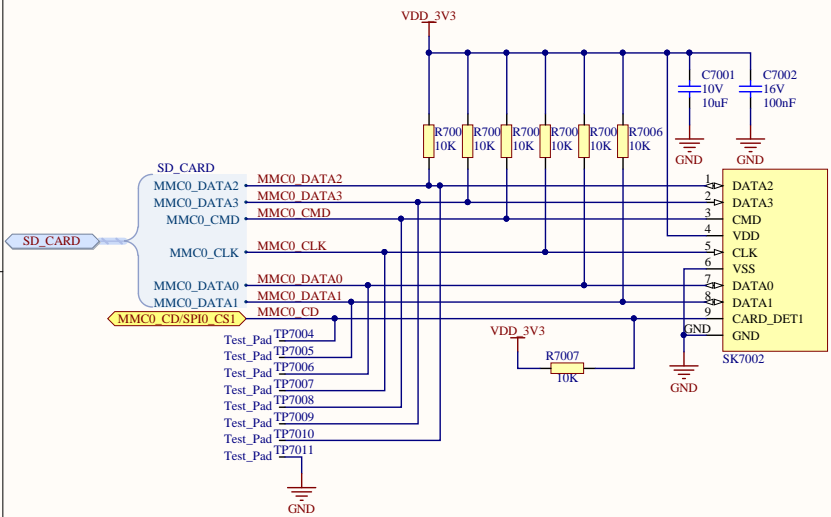 VDD_3V3
C7001
10V
10uF
C7002
16V
100nF
R700
10K
R700
10K
R700
10K
R700
10K
R700
10K
R7006
10K
GND
GND
SD_CARD
SD_CARD
MMC0_DATA2
MMC0_DATA3
MMC0_CMD
MMC0_CLK
MMC0_DATA0
MMC0_DATA1
MMC0_CD/SPI0_CS1
MMC0_DATA2
MMC0_DATA3
MMC0_CMD
MMC0_CLK
MMC0_DATA0
MMC0_DATA1
MMC0_CD
1 DATA2
2 DATA3
3 CMD
4 VDD
5 CLK
6 VSS
7 DATA0
8 DATA1
9 CARD_DET1
GND GND
SK7002
GND
VDD_3V3
R7007
10K
Test_Pad TP7004
Test_Pad TP7005
Test_Pad TP7006
Test_Pad TP7007
Test_Pad TP7008
Test_Pad TP7009
Test_Pad TP7010
Test_Pad TP7011
GND